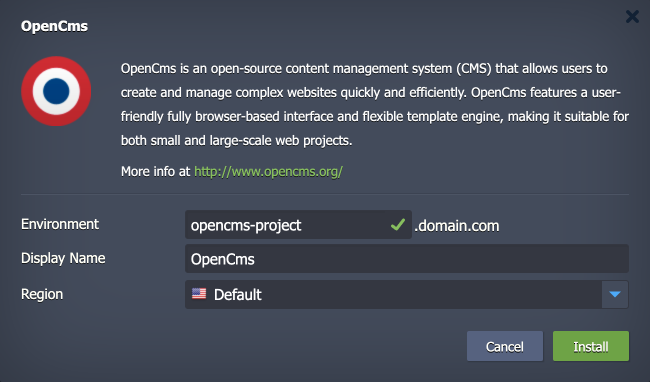 OpenCms
OpenCms is an open-source content management system (CMS) that allows users to
create and manage complex websites quickly and efficiently. OpenCms features a user-
friendly fully browser-based interface and flexible template engine, making it suitable for
both small and large-scale web projects.
More info at http://www.opencms.org/
Environment opencms-project .domain.com
Display Name OpenCms
Region Default
Cancel Install